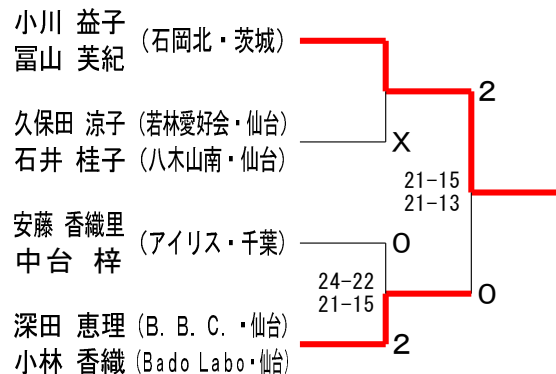 小川 益子 (石岡北・茨城)
冨山 芙紀
2
久保田 涼子 (若林愛好会・仙台)
石井 桂子 (八木山南・仙台)
X
21-15
21-13
安藤 香織里 (アイリス・千葉)
中台 梓
0
24-22
21-15
0
深田 恵理 (B. B. C. ・仙台)
小林 香織 (Bado Labo・仙台)
2